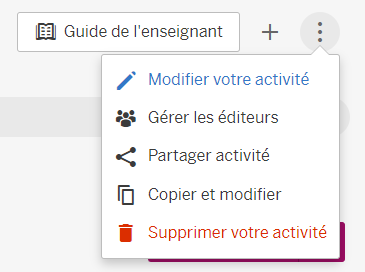 Guide de l'enseignant
Modifier votre activité
Gérer les éditeurs
Partager activité
Copier et modifier
Supprimer votre activité